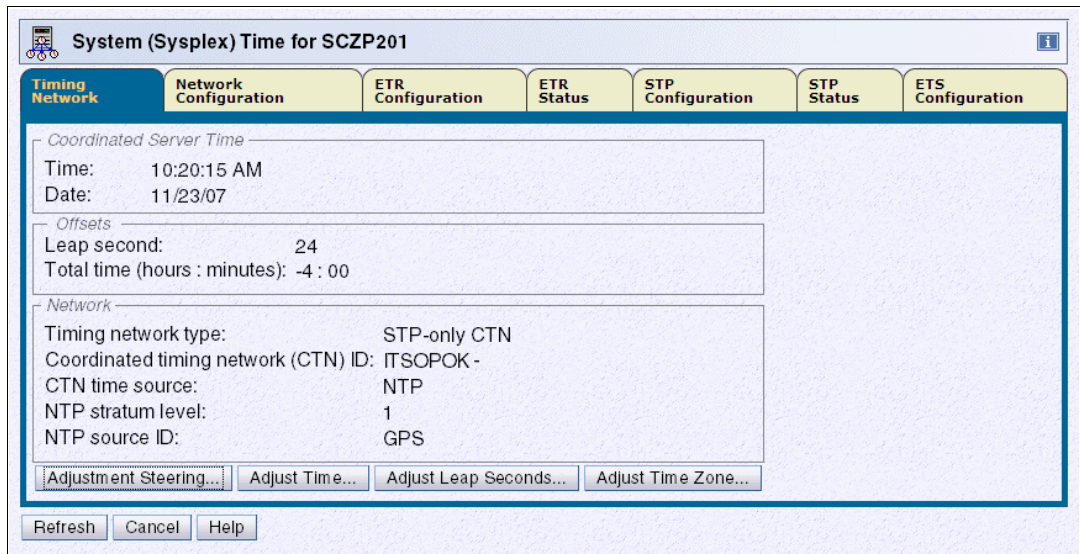 System (Sysplex) Time for SCZP201
i
Timing Network
Network Configuration
ETR Configuration
ETR Status
STP Configuration
STP Status
ETS Configuration
Coordinated Server Time
Time: 10:20:15 AM
Date: 11/23/07
Offsets
Leap second: 24
Total time (hours : minutes): -4 : 00
Network
Timing network type: STP-only CTN
Coordinated timing network (CTN) ID: ITSOPOK -
CTN time source: NTP
NTP stratum level: 1
NTP source ID: GPS
Adjustment Steering... Adjust Time... Adjust Leap Seconds... Adjust Time Zone...
Refresh Cancel Help